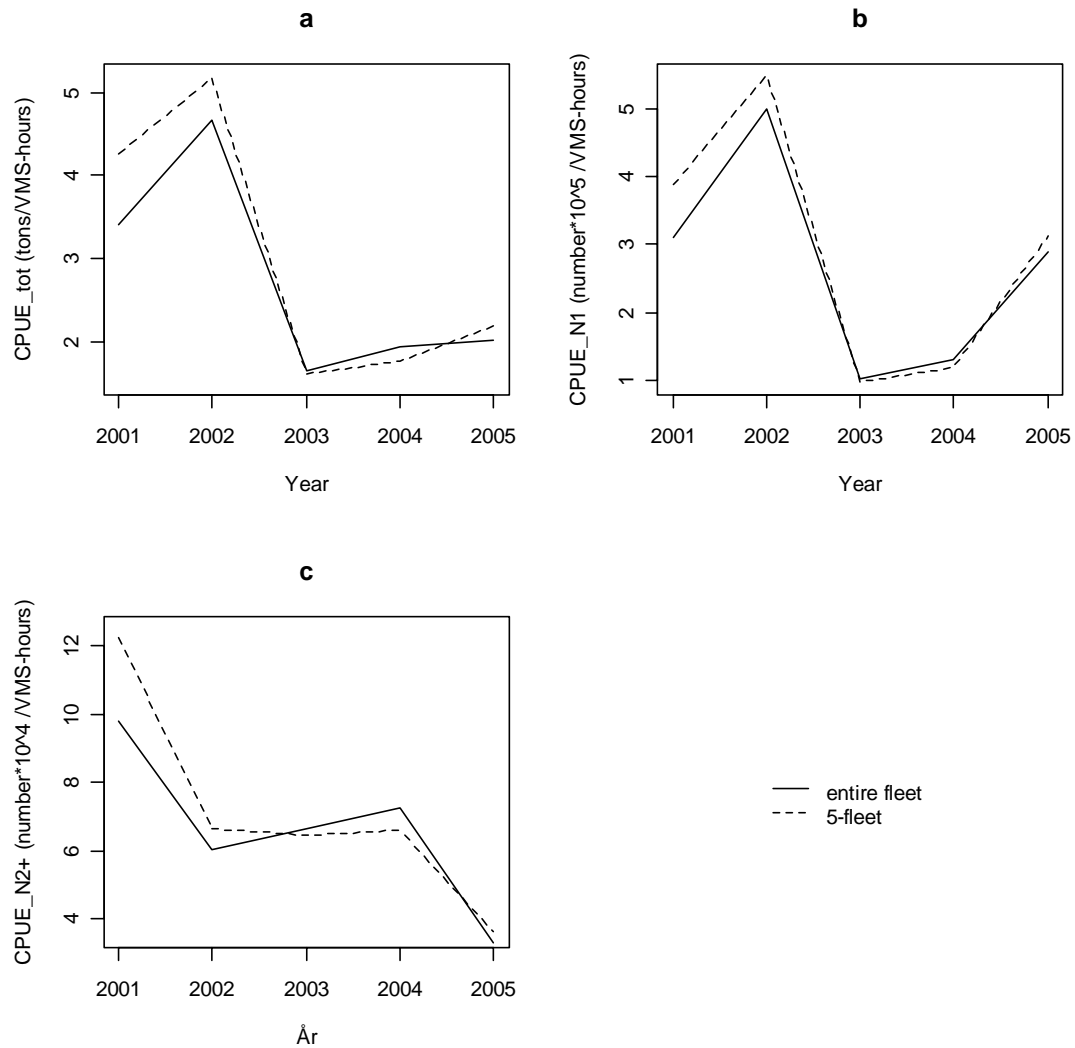 a
CPUE_tot (tons/VMS-hours)
5
4
3
2
2001 2002 2003 2004 2005
Year
b
CPUE_N1 (number*10^5 /VMS-hours)
5
4
3
2
1
2001 2002 2003 2004 2005
Year
c
CPUE_N2+ (number*10^4 /VMS-hours)
12
10
8
6
4
2001 2002 2003 2004 2005
År
entire fleet
5-fleet